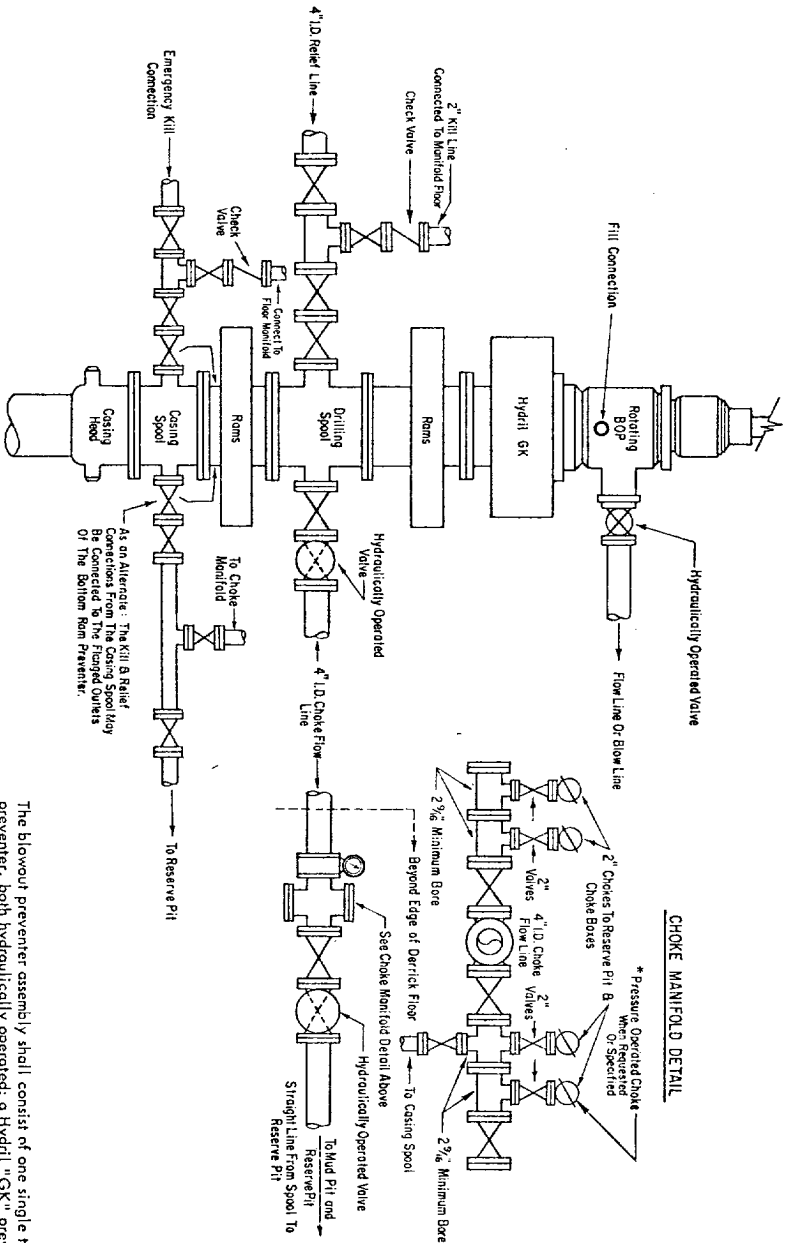 4" I.D. Relief Line
2" Kill Line
Connected To Manifold Floor
Check Valve
Emergency Kill
Connection
Check
Valve
Connect To
Floor Manifold
Fill Connection
Rotating
BOP
Hydril GK
Rams
Drilling
Spool
Rams
Casing
Spool
Casing
Head
Hydraulically Operated Valve
Flow Line Or Blow Line
Hydraulically Operated
Valve
4" I.D. Choke Flow
Line
To Choke
Manifold
As an Alternate: The Kill & Relief
Connections From The Casing Spool May
Be Connected To The Flanged Outlets
Of The Bottom Ram Preventer.
To Reserve Pit
CHOKE MANIFOLD DETAIL
* Pressure Operated Choke
When Requested
Or Specified
2" Chokes To Reserve Pit &
Choke Boxes
2 9/16" Minimum Bore
2"
Valves
4" I.D. Choke
Flow Line
2"
Valves
2 9/16" Minimum Bore
To Casing Spool
Beyond Edge of Derrick Floor
See Choke Manifold Detail Above
Hydraulically Operated Valve
To Mud Pit and
Reserve Pit
Straight Line From Spool To
Reserve Pit
The blowout preventer assembly shall consist of one single
preventer, both hydraulically operated; a Hydril "GK"